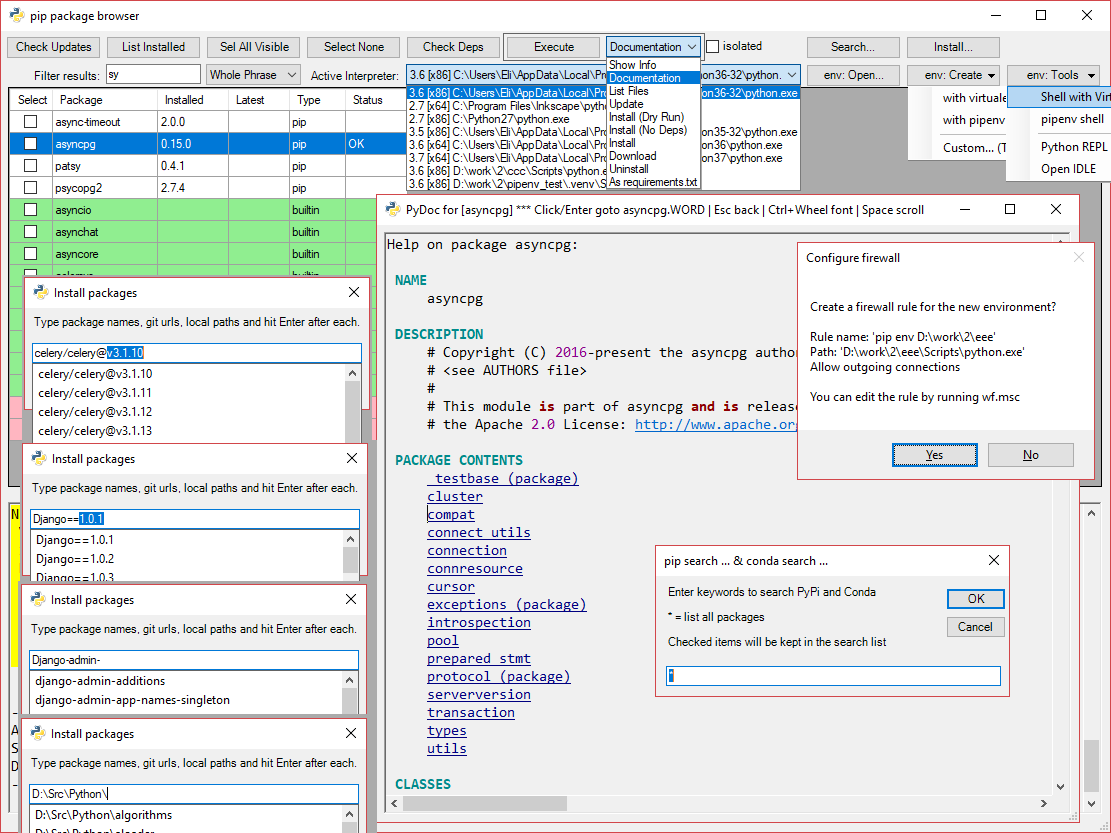 pip package browser
Check Updates
List Installed
Sel All Visible
Select None
Check Deps
Execute
Documentation
isolated
Search...
Install...
Filter results:
sy
Whole Phrase
Active Interpreter:
3.6 [x86] C:\Users\Eli\AppData\Local\Pr
on36-32\python.
env: Open...
env: Create
env: Tools
Show Info
Documentation
List Files
Update
Install (Dry Run)
Install (No Deps)
Install
Download
Uninstall
As requirements.txt
3.6 [x86] C:\Users\Eli\AppData\Local\Pro
on36-32\python.exe
2.7 [x64] C:\Program Files\Inkscape\pyth
2.7 [x64] C:\Python27\python.exe
3.5 [x86] C:\Users\Eli\AppData\Local\Pro
on35-32\python.exe
3.6 [x64] C:\Users\Eli\AppData\Local\Pro
on36\python.exe
3.7 [x64] C:\Users\Eli\AppData\Local\Pro
on37\python.exe
3.6 [x86] D:\work\2\ccc\Scripts\python.e
3.6 [x86] D:\work\2\pipenv_test\.venv\S
with virtuale
with pipenv
Custom... (T
Shell with Virt
pipenv shell
Python REPL
Open IDLE
Select Package Installed Latest Type Status
async-timeout 2.0.0 pip
asyncpg 0.15.0 pip OK
patsy 0.4.1 pip
psycopg2 2.7.4 pip
asyncio builtin
asynchat builtin
asyncore builtin
PyDoc for [asyncpg] *** Click/Enter goto asyncpg.WORD | Esc back | Ctrl+Wheel font | Space scroll
Help on package asyncpg:
NAME
asyncpg
DESCRIPTION
# Copyright (C) 2016-present the asyncpg author
# <see AUTHORS file>
#
# This module is part of asyncpg and is release
# the Apache 2.0 License: http://www.apache.org
PACKAGE CONTENTS
_testbase (package)
cluster
compat
connect_utils
connection
connresource
cursor
exceptions (package)
introspection
pool
prepared_stmt
protocol (package)
serverversion
transaction
types
utils
CLASSES
Configure firewall
Create a firewall rule for the new environment?
Rule name: 'pip env D:\work\2\eee'
Path: 'D:\work\2\eee\Scripts\python.exe'
Allow outgoing connections
You can edit the rule by running wf.msc
Yes
No
pip search ... & conda search ...
Enter keywords to search PyPi and Conda
* = list all packages
Checked items will be kept in the search list
OK
Cancel
*
Install packages
Type package names, git urls, local paths and hit Enter after each.
celery/celery@v3.1.10
celery/celery@v3.1.10
celery/celery@v3.1.11
celery/celery@v3.1.12
celery/celery@v3.1.13
Install packages
Type package names, git urls, local paths and hit Enter after each.
Django==1.0.1
Django==1.0.1
Django==1.0.2
Django==1.0.3
Install packages
Type package names, git urls, local paths and hit Enter after each.
Django-admin-
django-admin-additions
django-admin-app-names-singleton
Install packages
Type package names, git urls, local paths and hit Enter after each.
D:\Src\Python\
D:\Src\Python\algorithms